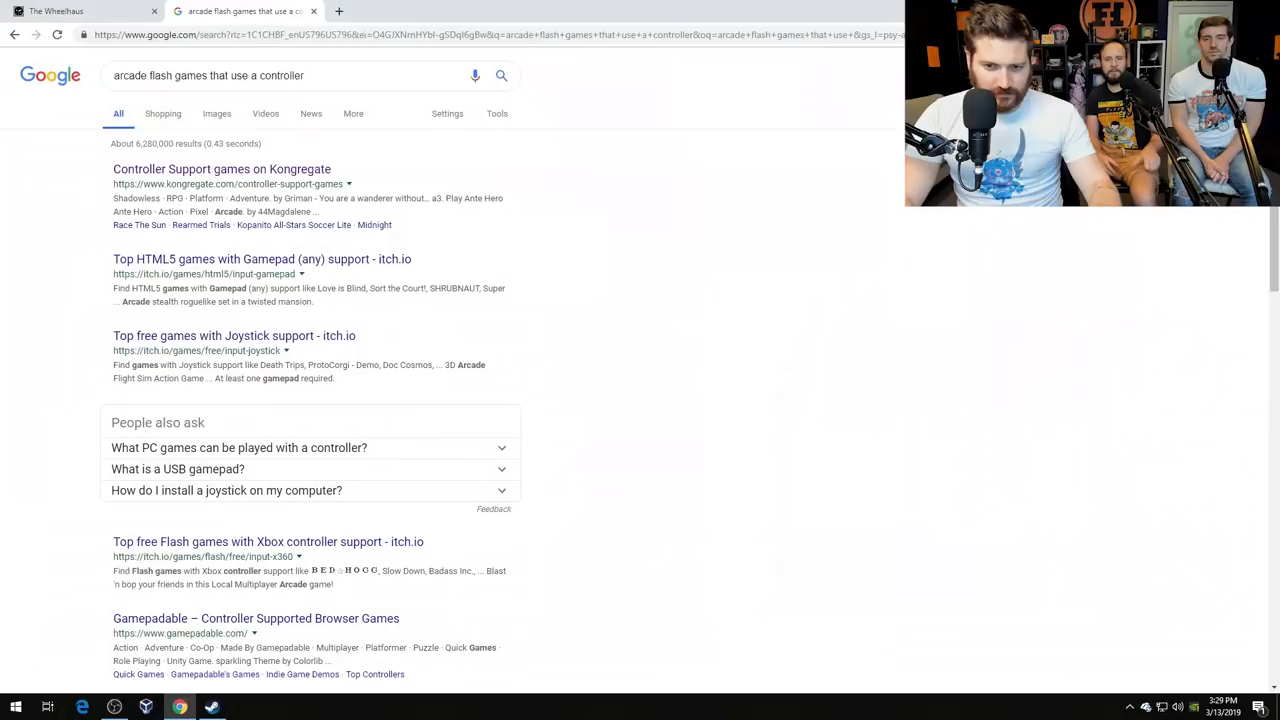 The Wheelhaus
arcade flash games that use a co
https://www.google.com/search?rlz=1C1CHBF_enUS796US796&ei=O4GJXNrnHYbI-gSDqI6gBw&q=arcade+flash+games+that+use+a+controller&oq=arcade+flash+games+that+use+&gs_l=psy-a
Google
arcade flash games that use a controller
All Shopping Images Videos News More Settings Tools
About 6,280,000 results (0.43 seconds)
Controller Support games on Kongregate
https://www.kongregate.com/controller-support-games
Shadowless · RPG · Platform · Adventure. by Griman - You are a wanderer without... a3. Play Ante Hero
Ante Hero · Action · Pixel · Arcade. by 44Magdalene ...
Race The Sun · Rearmed Trials · Kopanito All-Stars Soccer Lite · Midnight
Top HTML5 games with Gamepad (any) support - itch.io
https://itch.io/games/html5/input-gamepad
Find HTML5 games with Gamepad (any) support like Love is Blind, Sort the Court!, SHRUBNAUT, Super
... Arcade stealth roguelike set in a twisted mansion.
Top free games with Joystick support - itch.io
https://itch.io/games/free/input-joystick
Find games with Joystick support like Death Trips, ProtoCorgi - Demo, Doc Cosmos, ... 3D Arcade
Flight Sim Action Game ... At least one gamepad required.
People also ask
What PC games can be played with a controller?
What is a USB gamepad?
How do I install a joystick on my computer?
Feedback
Top free Flash games with Xbox controller support - itch.io
https://itch.io/games/flash/free/input-x360
Find Flash games with Xbox controller support like B E D ☆ H O G G, Slow Down, Badass Inc., ... Blast
'n bop your friends in this Local Multiplayer Arcade game!
Gamepadable – Controller Supported Browser Games
https://www.gamepadable.com/
Action · Adventure · Co-Op · Made By Gamepadable · Multiplayer · Platformer · Puzzle · Quick Games ·
Role Playing · Unity Game. sparkling Theme by Colorlib ...
Quick Games · Gamepadable's Games · Indie Game Demos · Top Controllers
3:29 PM
3/13/2019